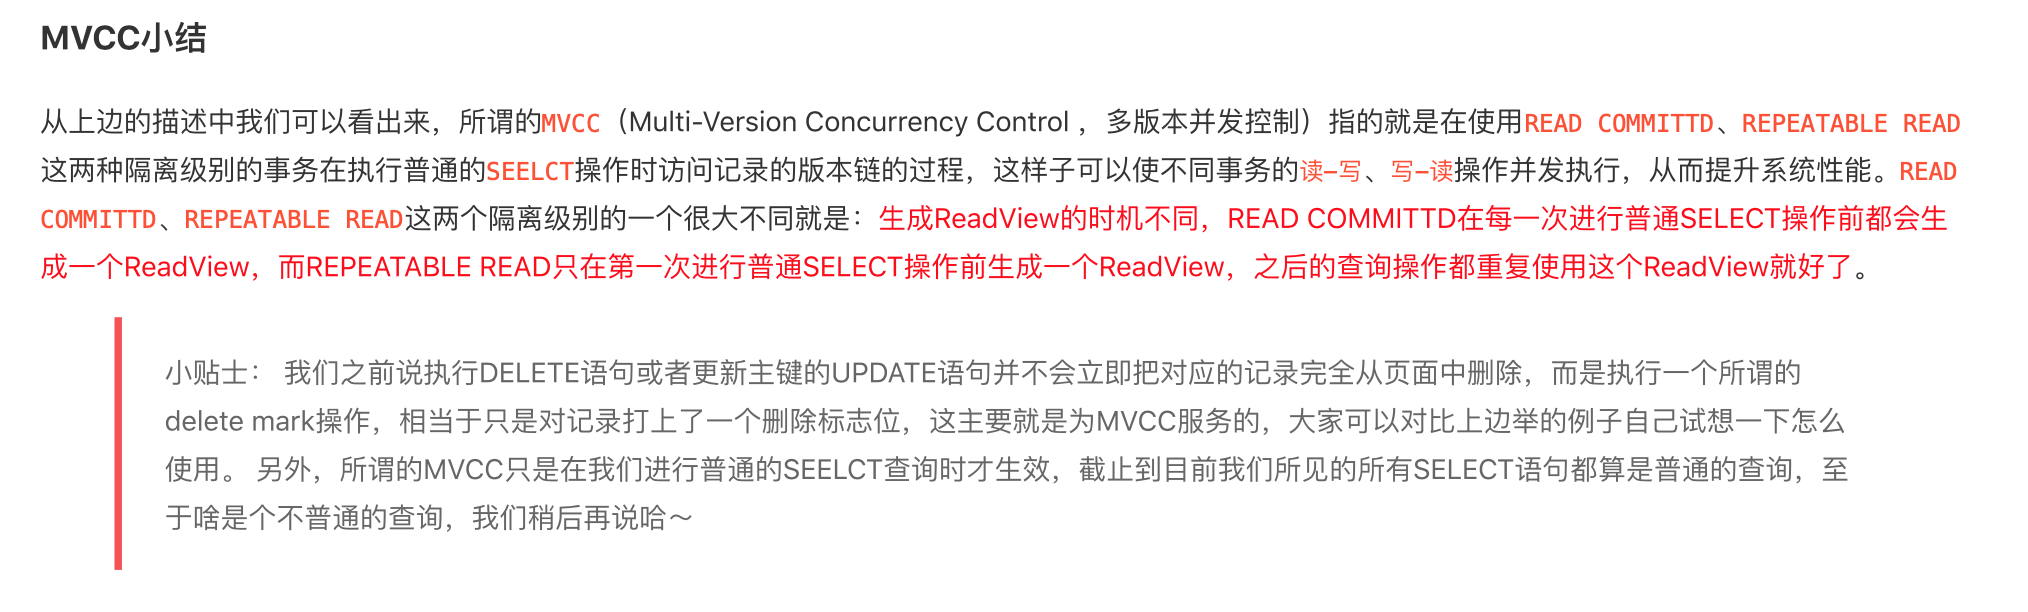 MVCC小结
从上边的描述中我们可以看出来，所谓的MVCC（Multi-Version Concurrency Control ，多版本并发控制）指的就是在使用READ COMMITTD、REPEATABLE READ
这两种隔离级别的事务在执行普通的SEELCT操作时访问记录的版本链的过程，这样子可以使不同事务的读-写、写-读操作并发执行，从而提升系统性能。READ
COMMITTD、REPEATABLE READ这两个隔离级别的一个很大不同就是：生成ReadView的时机不同，READ COMMITTD在每一次进行普通SELECT操作前都会生
成一个ReadView，而REPEATABLE READ只在第一次进行普通SELECT操作前生成一个ReadView，之后的查询操作都重复使用这个ReadView就好了。
小贴士： 我们之前说执行DELETE语句或者更新主键的UPDATE语句并不会立即把对应的记录完全从页面中删除，而是执行一个所谓的
delete mark操作，相当于只是对记录打上了一个删除标志位，这主要就是为MVCC服务的，大家可以对比上边举的例子自己试想一下怎么
使用。 另外，所谓的MVCC只是在我们进行普通的SEELCT查询时才生效，截止到目前我们所见的所有SELECT语句都算是普通的查询，至
于啥是个不普通的查询，我们稍后再说哈～